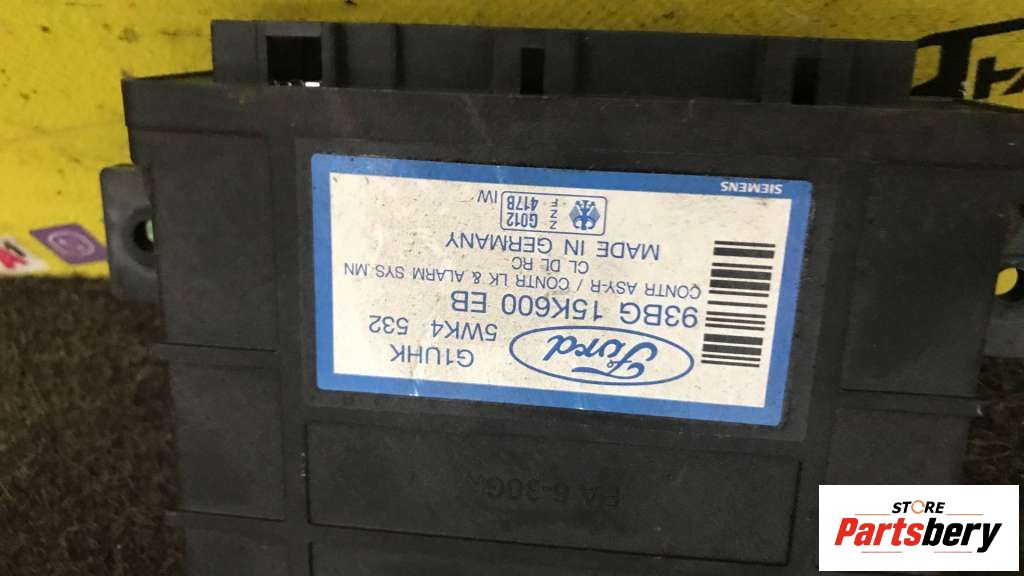 Ford
G1UHK
5WK4 532
93BG 15K600 EB
CONTR ASY-R/ CONTR LK & ALARM SYS MN
CL DL RC
MADE IN GERMANY
G012
417B
Z
Z
F
IW
SIEMENS
STORE
Partsbery